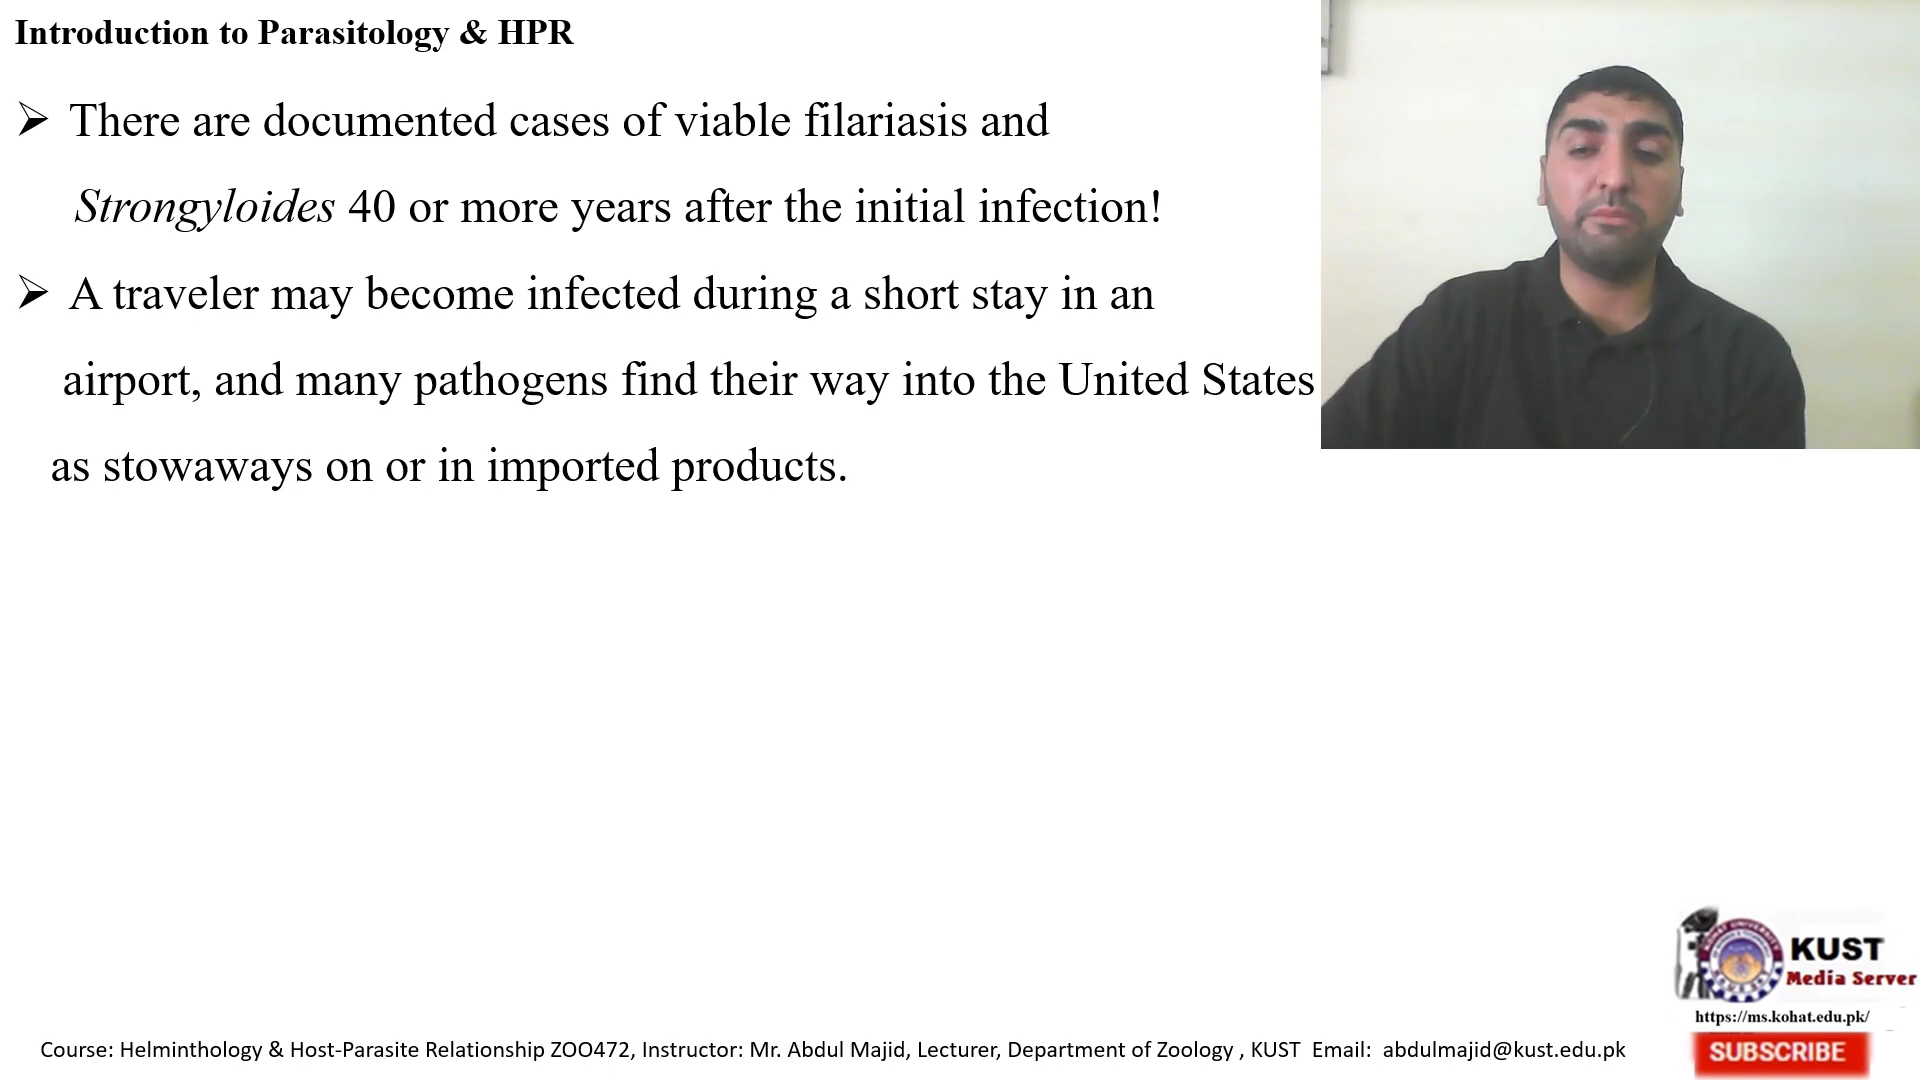 Introduction to Parasitology & HPR
➢ There are documented cases of viable filariasis and
Strongyloides 40 or more years after the initial infection!
➢ A traveler may become infected during a short stay in an
airport, and many pathogens find their way into the United States
as stowaways on or in imported products.
KUST
Media Server
https://ms.kohat.edu.pk/
SUBSCRIBE
Course: Helminthology & Host-Parasite Relationship ZOO472, Instructor: Mr. Abdul Majid, Lecturer, Department of Zoology , KUST Email: abdulmajid@kust.edu.pk